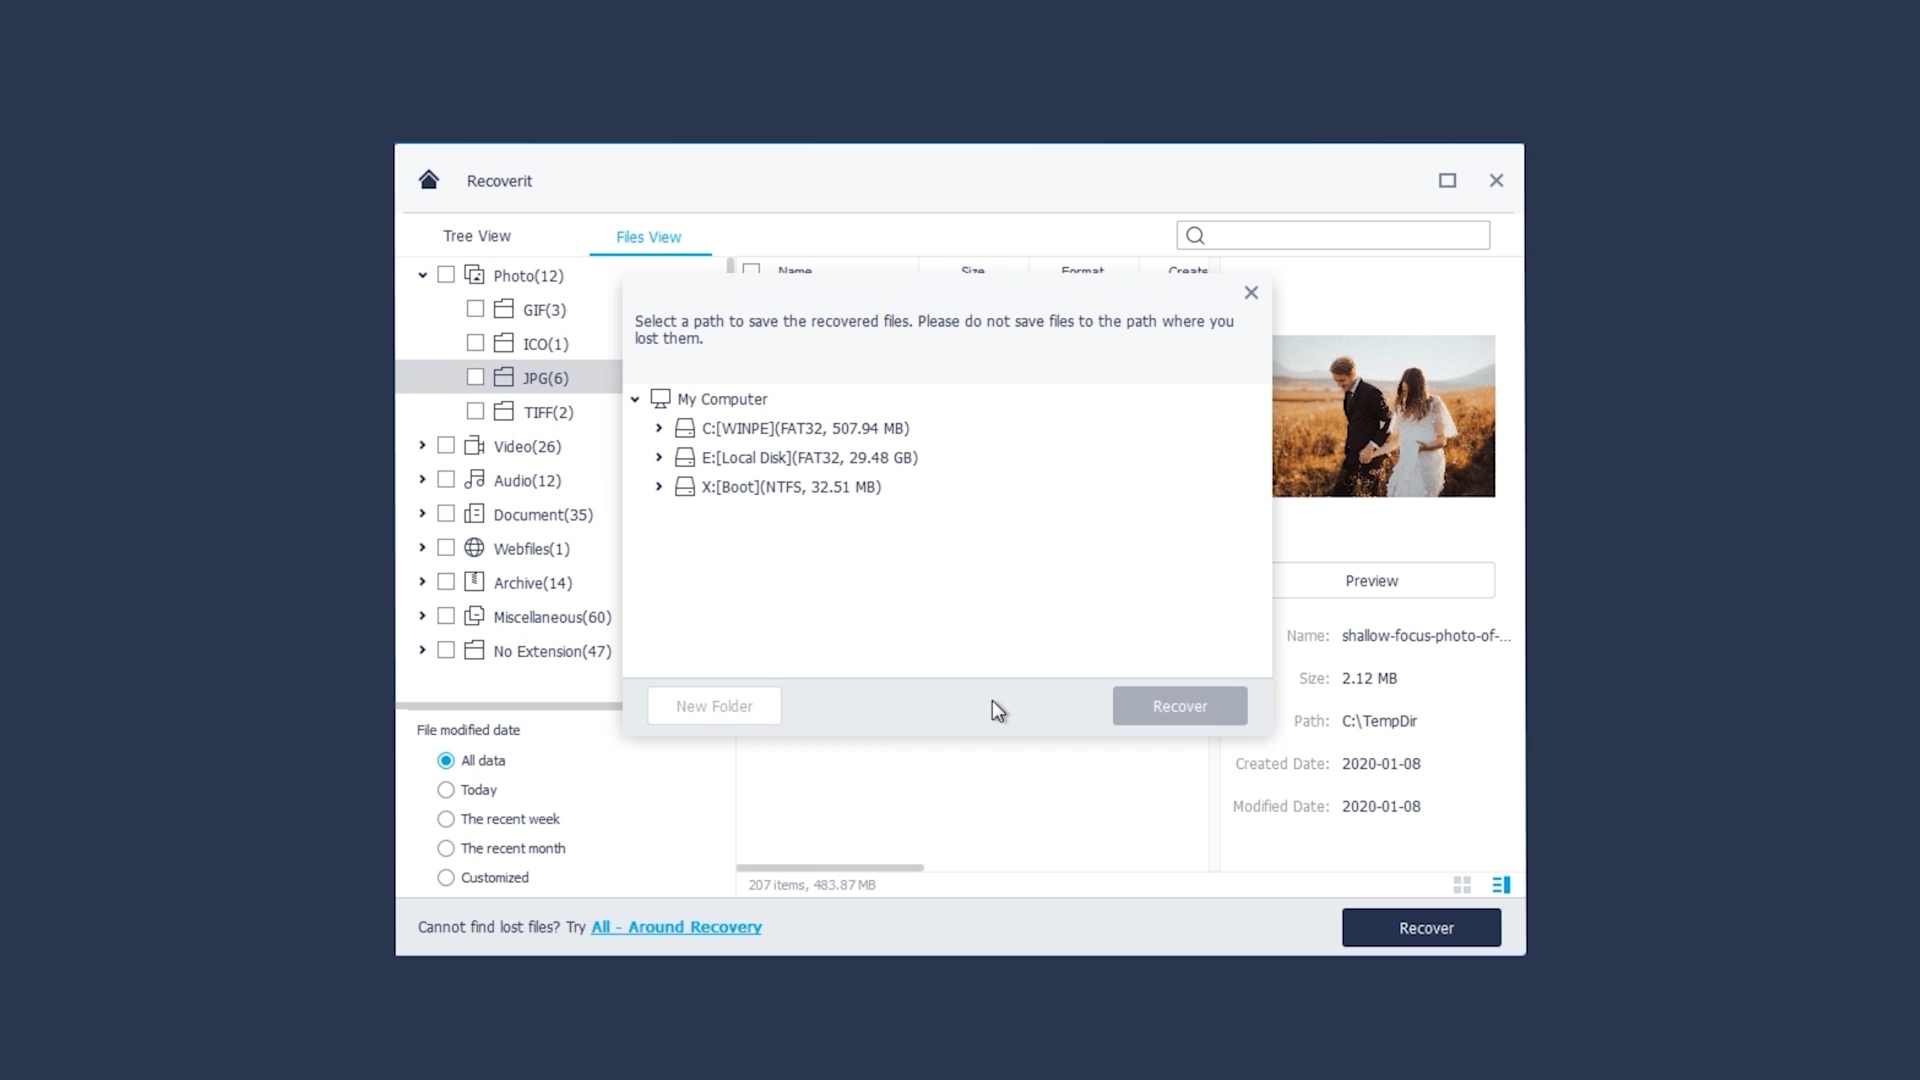 Recoverit
Tree View
Files View
Photo(12)
GIF(3)
ICO(1)
JPG(6)
TIFF(2)
Video(26)
Audio(12)
Document(35)
Webfiles(1)
Archive(14)
Miscellaneous(60)
No Extension(47)
Name Size Format Create
Select a path to save the recovered files. Please do not save files to the path where you
lost them.
My Computer
C:[WINPE](FAT32, 507.94 MB)
E:[Local Disk](FAT32, 29.48 GB)
X:[Boot](NTFS, 32.51 MB)
New Folder
Recover
Preview
Name: shallow-focus-photo-of-...
Size: 2.12 MB
Path: C:\TempDir
Created Date: 2020-01-08
Modified Date: 2020-01-08
File modified date
All data
Today
The recent week
The recent month
Customized
207 items, 483.87 MB
Cannot find lost files? Try All - Around Recovery
Recover